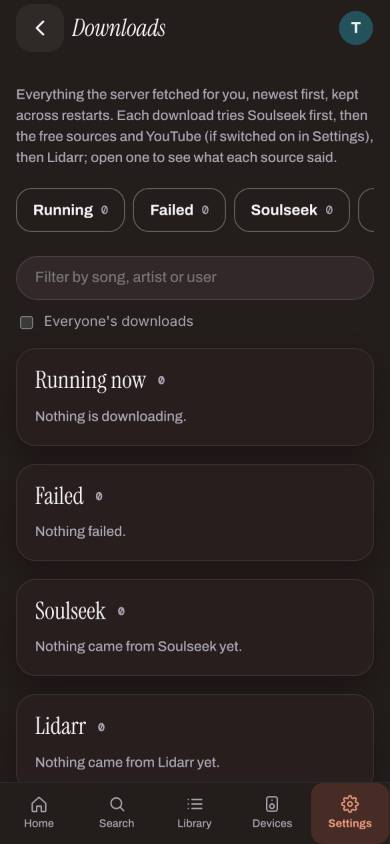 Downloads
T
Everything the server fetched for you, newest first, kept
across restarts. Each download tries Soulseek first, then
the free sources and YouTube (if switched on in Settings),
then Lidarr; open one to see what each source said.
Running 0
Failed 0
Soulseek 0
Filter by song, artist or user
Everyone's downloads
Running now 0
Nothing is downloading.
Failed 0
Nothing failed.
Soulseek 0
Nothing came from Soulseek yet.
Lidarr 0
Nothing came from Lidarr yet.
Home
Search
Library
Devices
Settings